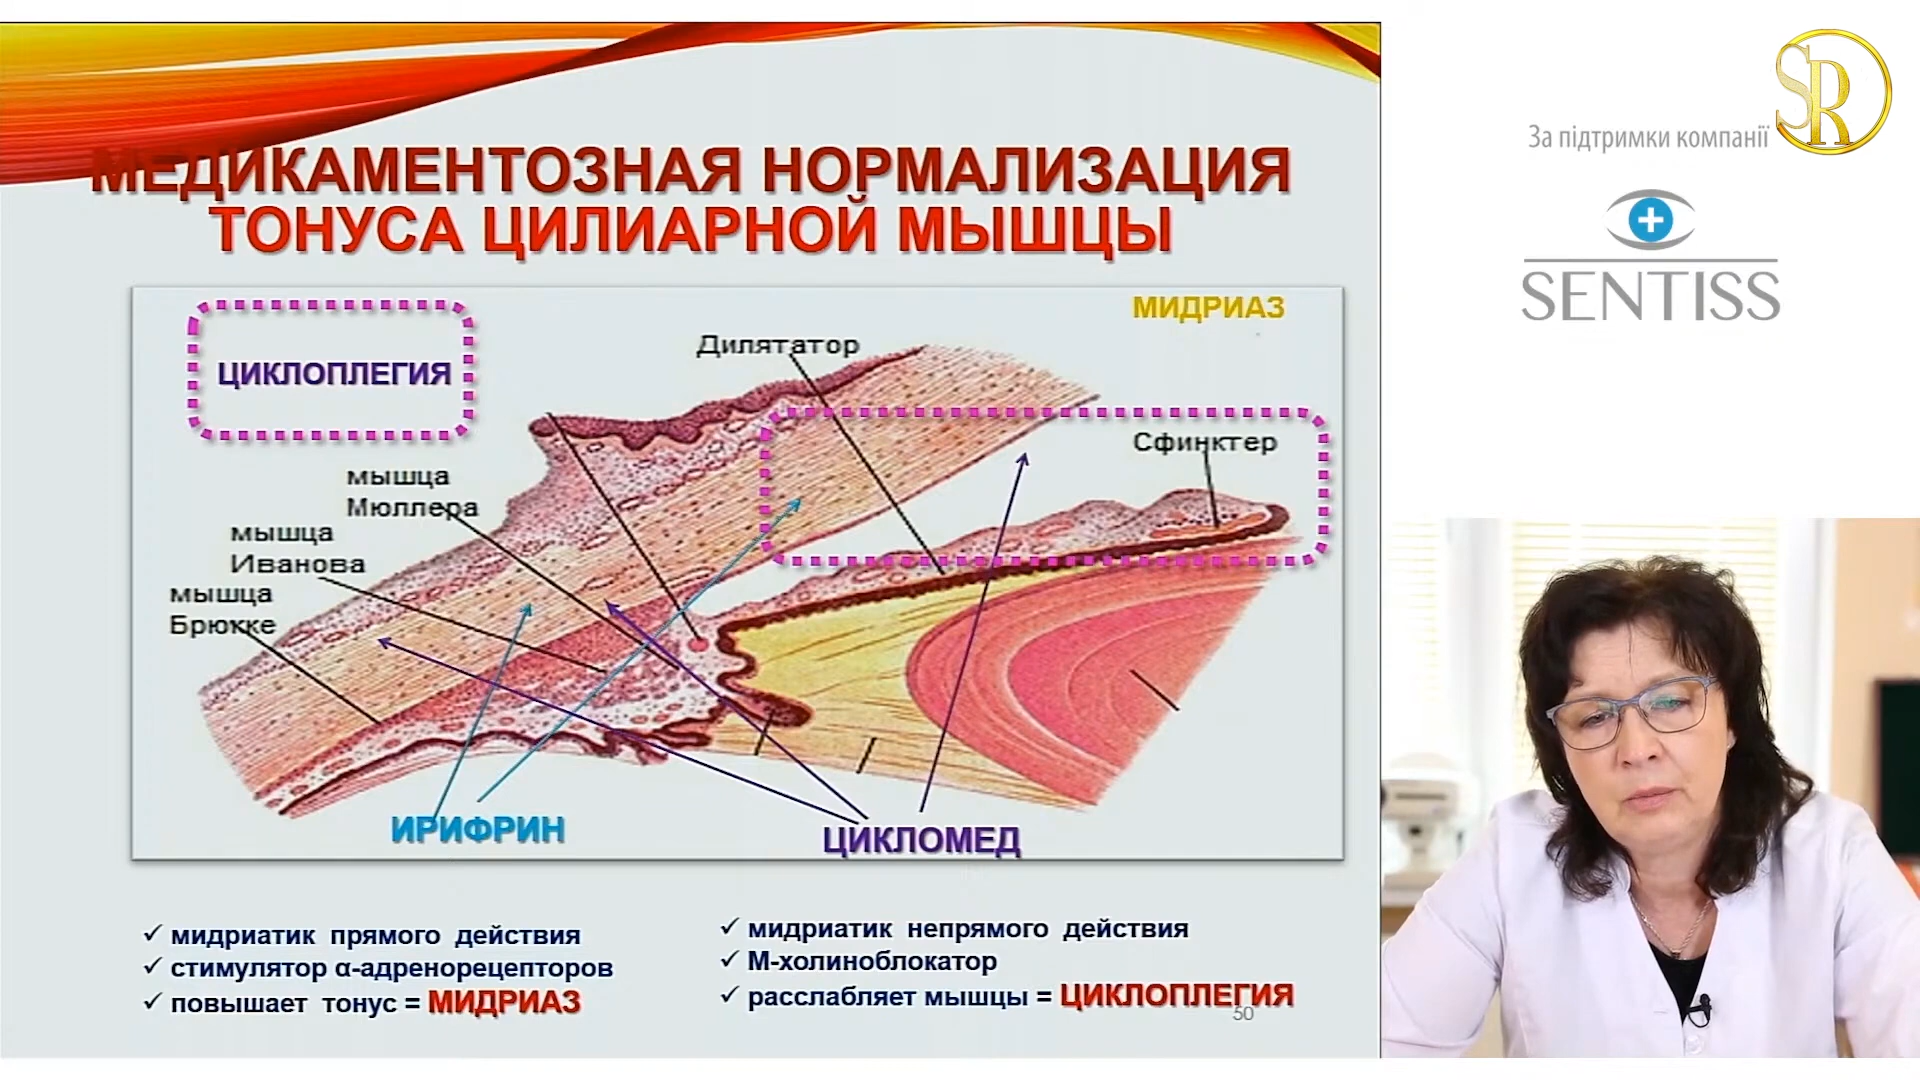 МЕДИКАМЕНТОЗНАЯ НОРМАЛИЗАЦИЯ
ТОНУСА ЦИЛИАРНОЙ МЫШЦЫ
ЦИКЛОПЛЕГИЯ
МИДРИАЗ
Дилятатор
Сфинктер
мышца
Мюллера
мышца
Иванова
мышца
Брюкке
ИРИФРИН
ЦИКЛОМЕД
✓ мидриатик прямого действия
✓ стимулятор α-адренорецепторов
✓ повышает тонус = МИДРИАЗ
✓ мидриатик непрямого действия
✓ М-холиноблокатор
✓ расслабляет мышцы = ЦИКЛОПЛЕГИЯ
50
За підтримки компанії
SR
SENTISS